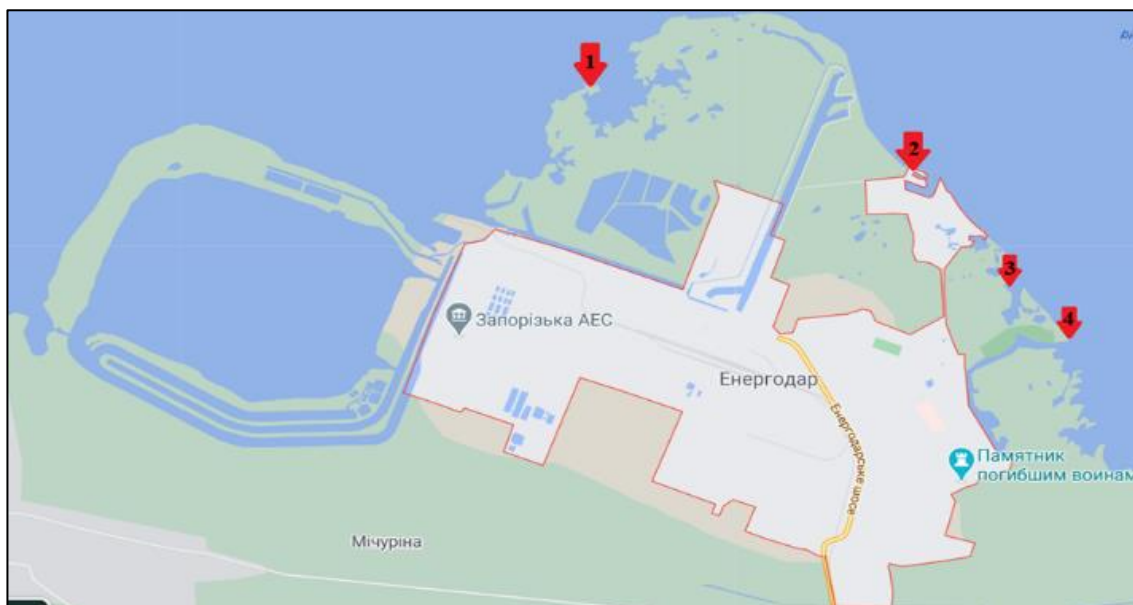 1
2
3
4
Запорізька АЕС
Енергодар
Енергодарське шосе
Памятник
погибшим воинам
Мічуріна